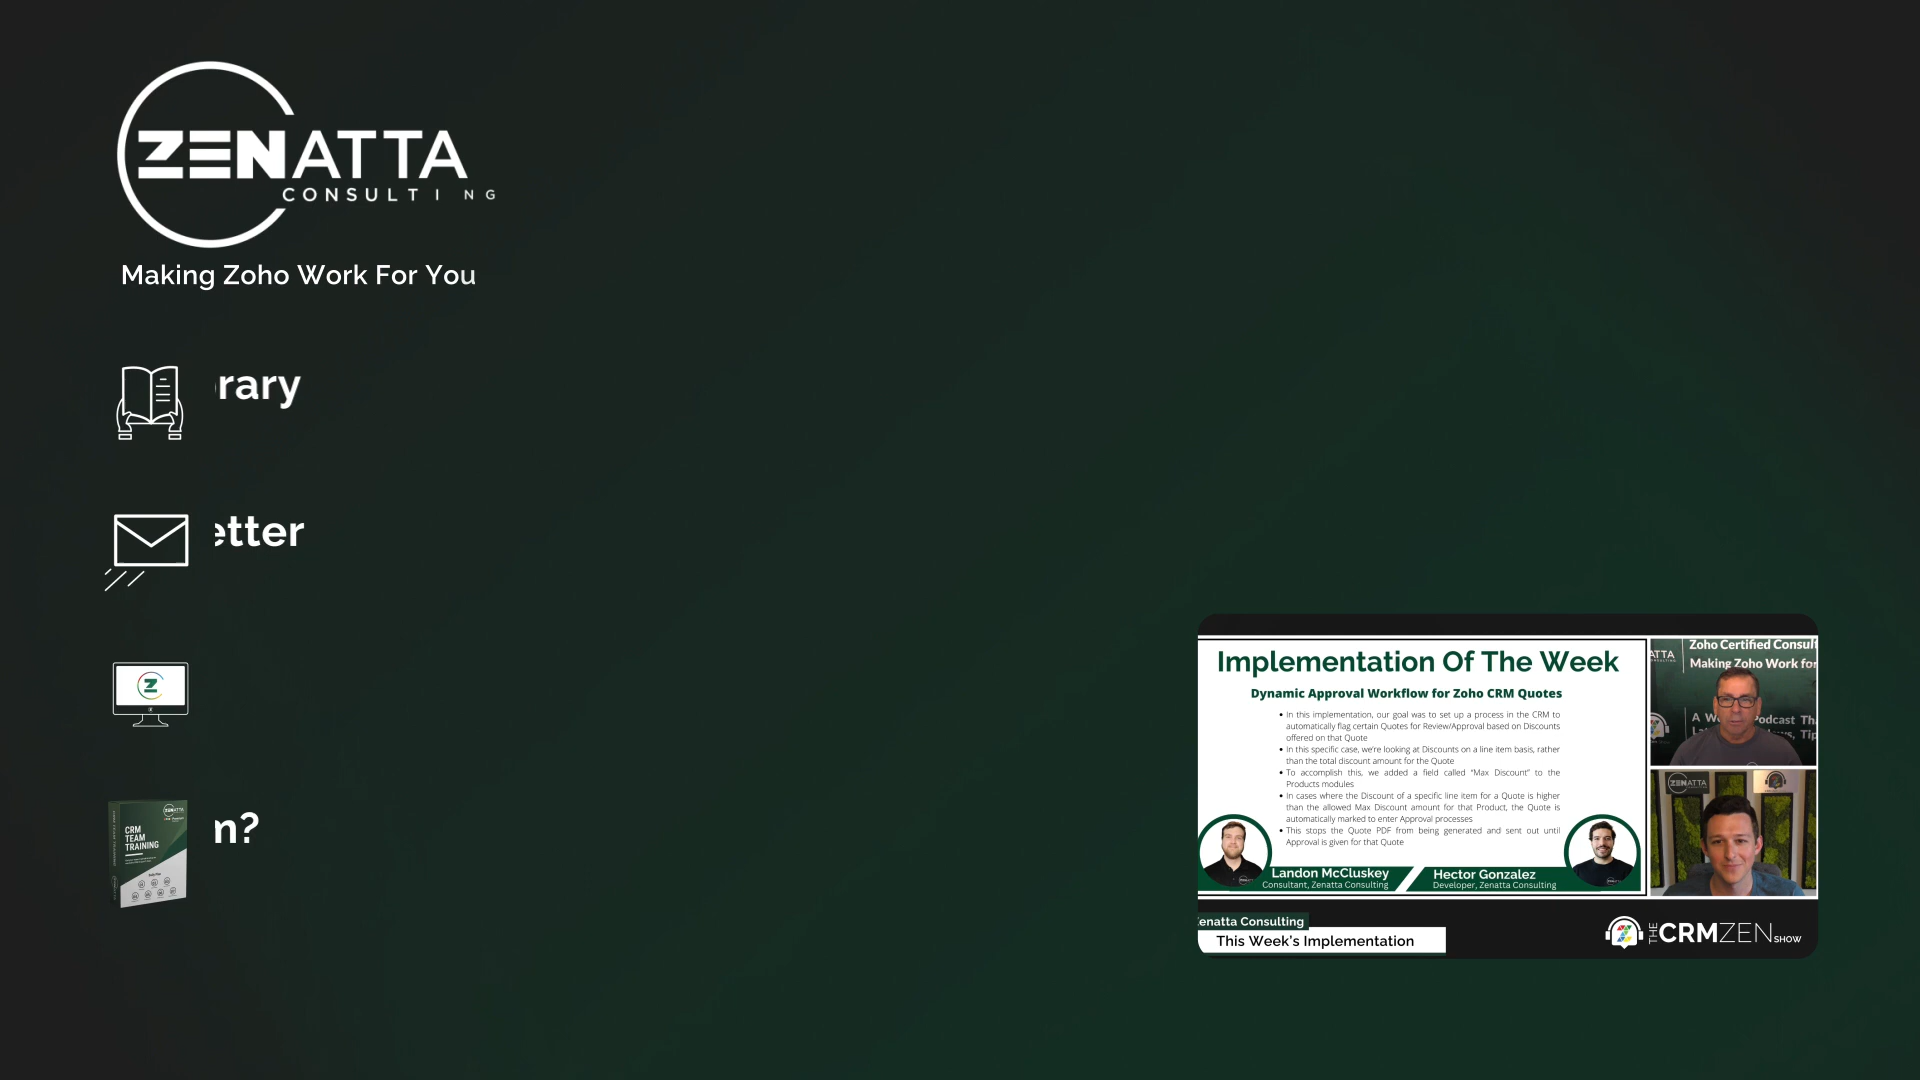 ZENATTA
CONSULTING
Making Zoho Work For You
rary
etter
n?
CRM
TEAM
TRAINING
Implementation Of The Week
Dynamic Approval Workflow for Zoho CRM Quotes
• In this implementation, our goal was to set up a process in the CRM to
automatically flag certain Quotes for Review/Approval based on Discounts
offered on that Quote
• In this specific case, we're looking at Discounts on a line item basis, rather
than the total discount amount for the Quote
• To accomplish this, we added a field called "Max Discount" to the
Products modules
• In cases where the Discount of a specific line item for a Quote is higher
than the allowed Max Discount amount for that Product, the Quote is
automatically marked to enter Approval processes
• This stops the Quote PDF from being generated and sent out until
Approval is given for that Quote
Landon McCluskey
Consultant, Zenatta Consulting
Hector Gonzalez
Developer, Zenatta Consulting
enatta Consulting
This Week's Implementation
ATTA
Zoho Certified Consult
Making Zoho Work for
ZENATTA
THE CRMZEN SHOW